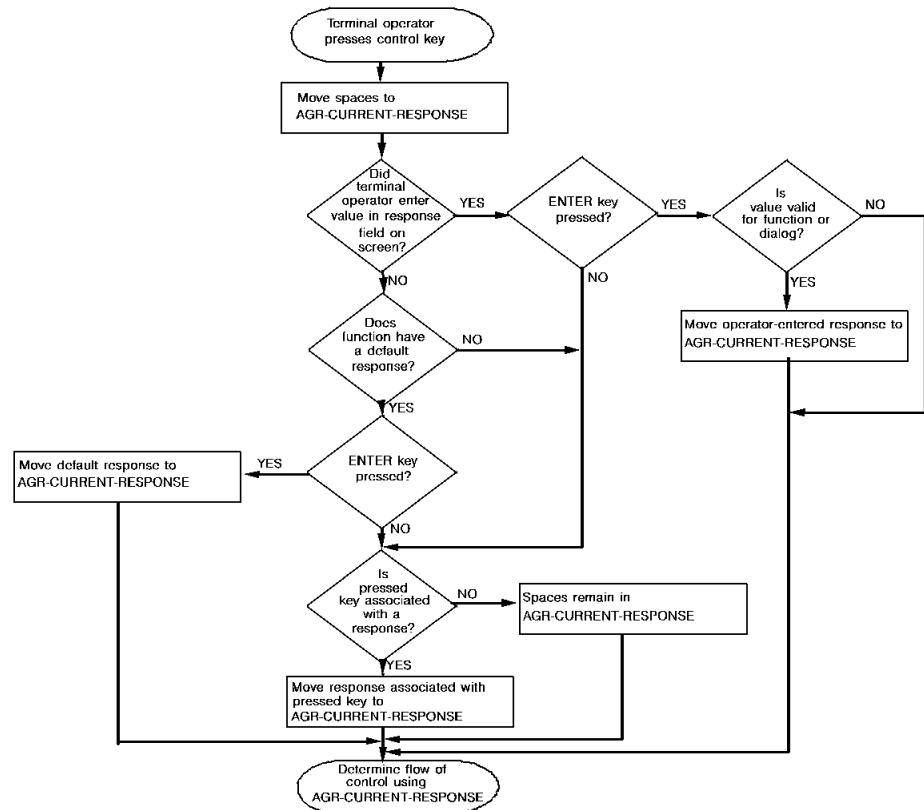 Terminal operator
presses control key
Move spaces to
AGR-CURRENT-RESPONSE
Did
terminal
operator enter
value in response
field on
screen?
YES
ENTER key
pressed?
YES
Is
value valid
for function or
dialog?
NO
NO
NO
YES
Does
function have
a default
response?
NO
Move operator-entered response to
AGR-CURRENT-RESPONSE
YES
ENTER key
pressed?
YES
Move default response to
AGR-CURRENT-RESPONSE
NO
Is
pressed
key associated
with a
response?
NO
Spaces remain in
AGR-CURRENT-RESPONSE
YES
Move response associated with
pressed key to
AGR-CURRENT-RESPONSE
Determine flow of
control using
AGR-CURRENT-RESPONSE